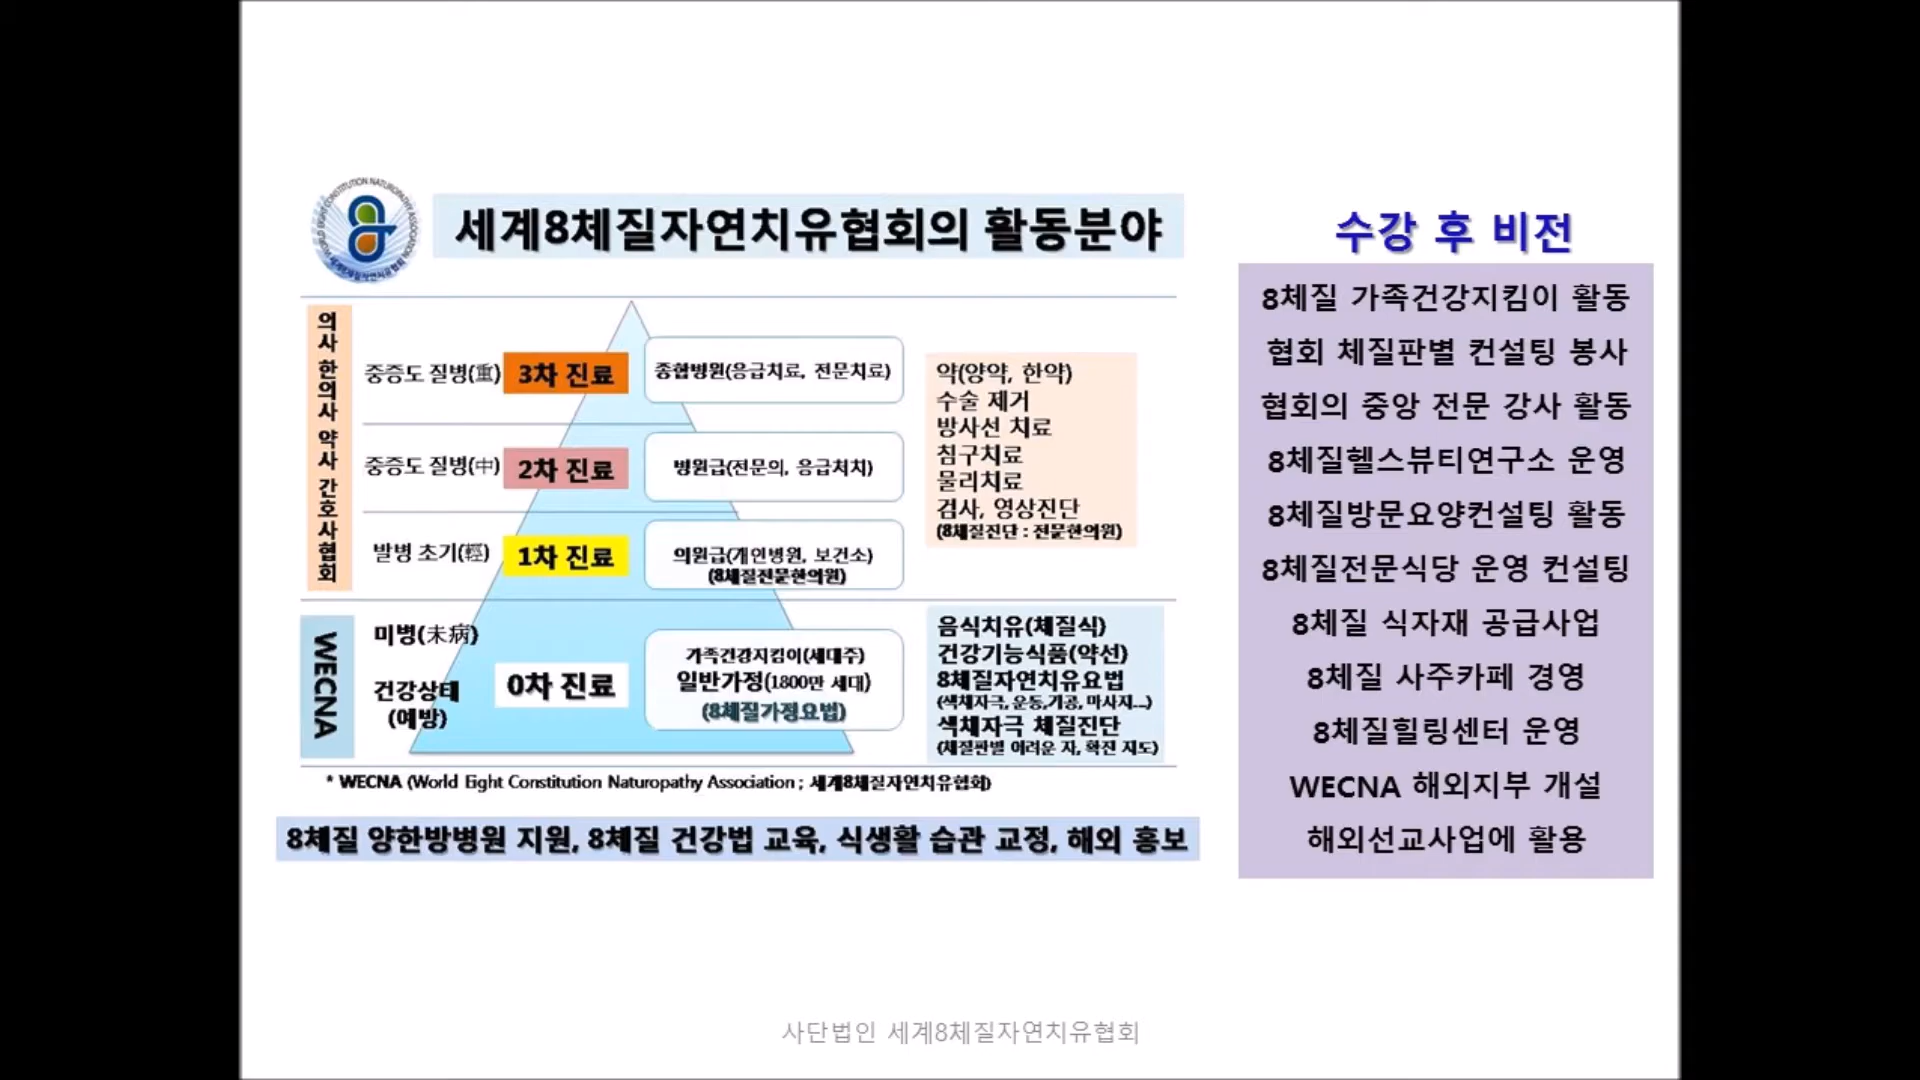 WORLD EIGHT CONSTITUTION NATUROPATHY ASSOCIATION
세계8체질자연치유협회
세계8체질자연치유협회의 활동분야
의사 한의사 약사 간호사협회
중증도 질병(重)
3차 진료
종합병원(응급치료, 전문치료)
중증도 질병(中)
2차 진료
병원급(전문의, 응급처치)
발병 초기(輕)
1차 진료
의원급(개인병원, 보건소)
(8체질전문한의원)
약(양약, 한약)
수술 제거
방사선 치료
침구치료
물리치료
검사, 영상진단
(8체질진단 : 전문한의원)
WECNA
미병(未病)
건강상태
(예방)
0차 진료
가족건강지킴이(세대주)
일반가정(1800만 세대)
(8체질가정요법)
음식치유(체질식)
건강기능식품(약선)
8체질자연치유요법
(색채자극, 운동,기공, 마사지...)
색채자극 체질진단
(체질판별 어려운 자, 확진 지도)
* WECNA (World Eight Constitution Naturopathy Association ; 세계8체질자연치유협회)
8체질 양한방병원 지원, 8체질 건강법 교육, 식생활 습관 교정, 해외 홍보
수강 후 비전
8체질 가족건강지킴이 활동
협회 체질판별 컨설팅 봉사
협회의 중앙 전문 강사 활동
8체질헬스뷰티연구소 운영
8체질방문요양컨설팅 활동
8체질전문식당 운영 컨설팅
8체질 식자재 공급사업
8체질 사주카페 경영
8체질힐링센터 운영
WECNA 해외지부 개설
해외선교사업에 활용
사단법인 세계8체질자연치유협회